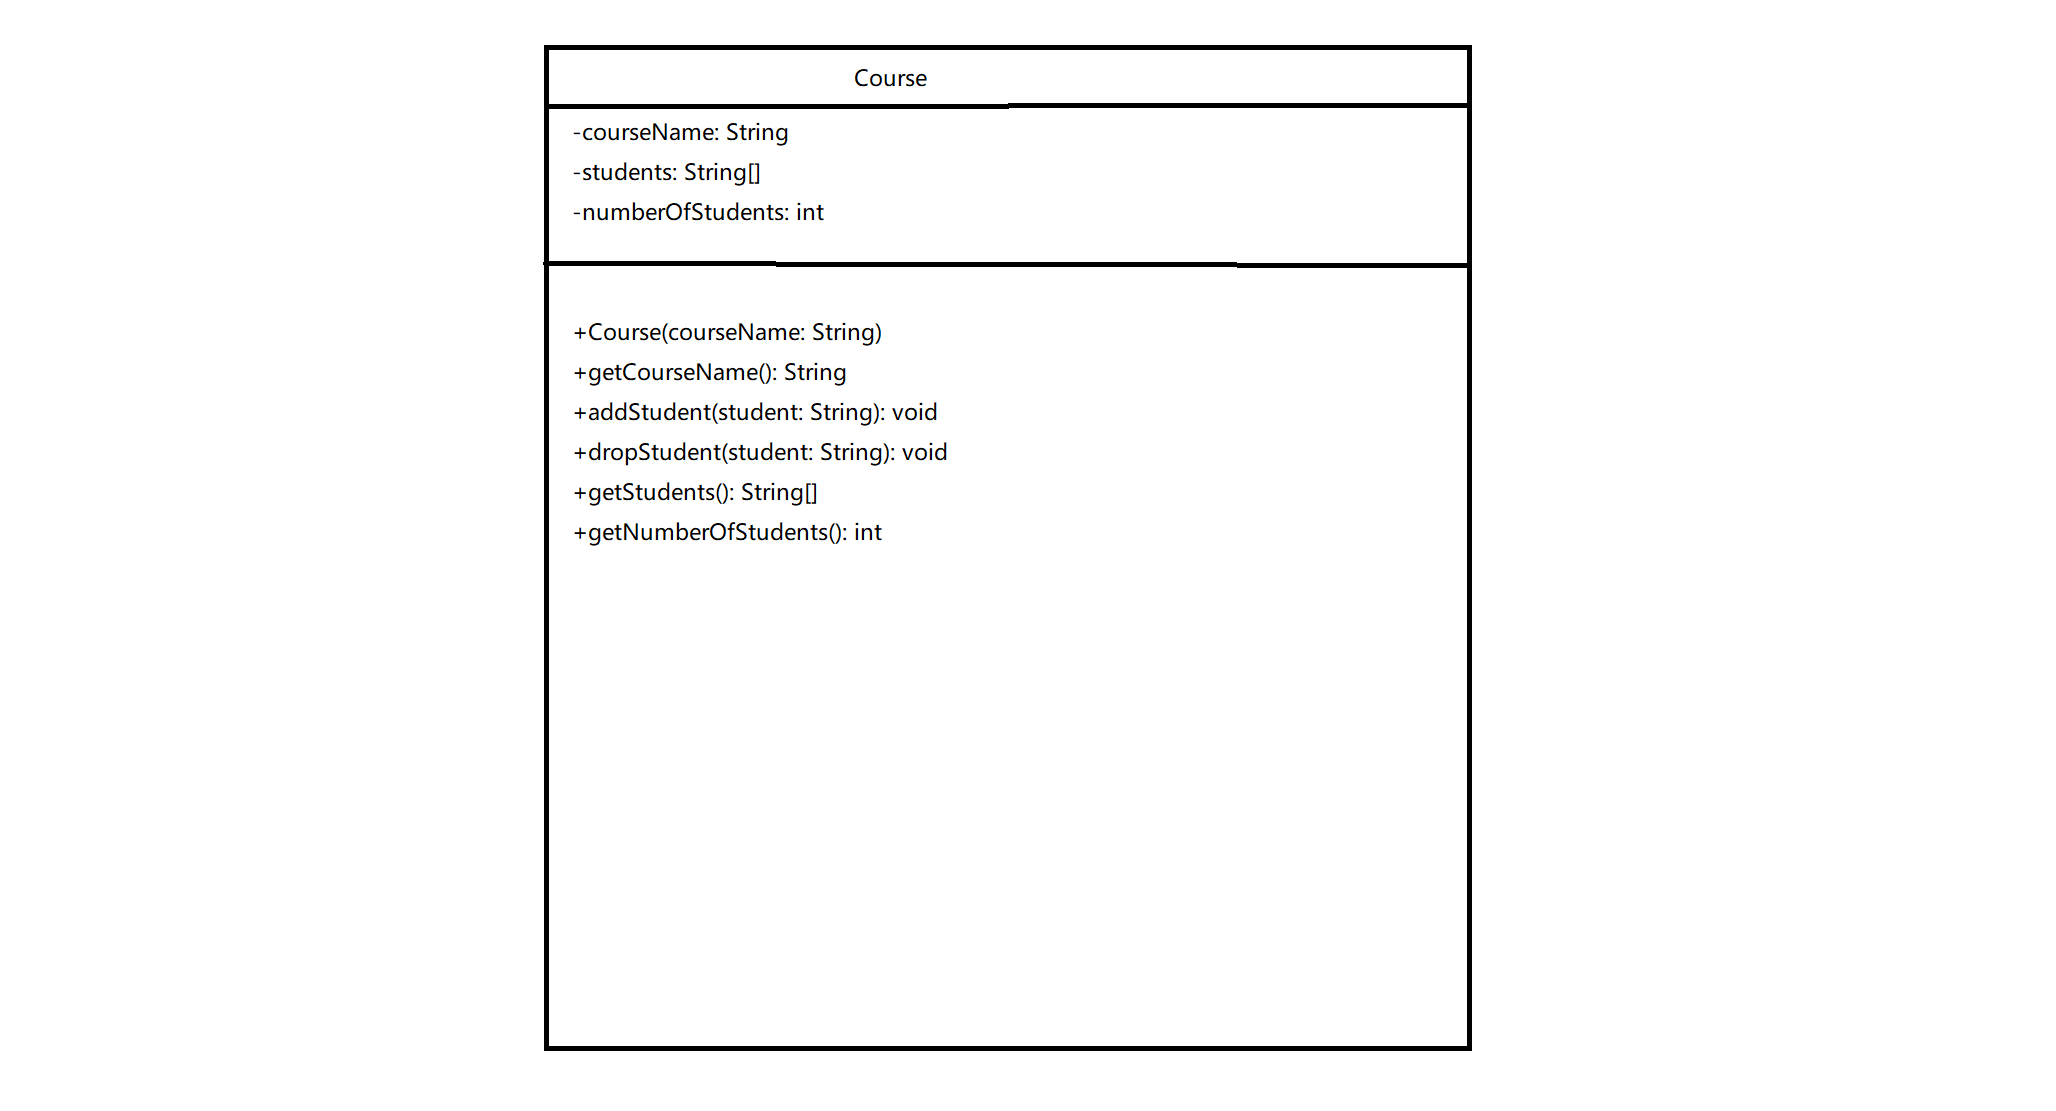 Course
-courseName: String
-students: String[]
-numberOfStudents: int
+Course(courseName: String)
+getCourseName(): String
+addStudent(student: String): void
+dropStudent(student: String): void
+getStudents(): String[]
+getNumberOfStudents(): int